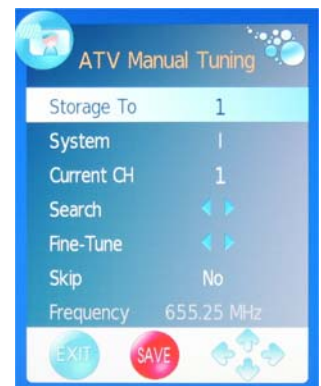 ATV Manual Tuning
Storage To 1
System I
Current CH 1
Search
Fine-Tune
Skip No
Frequency 655.25 MHz
EXIT SAVE